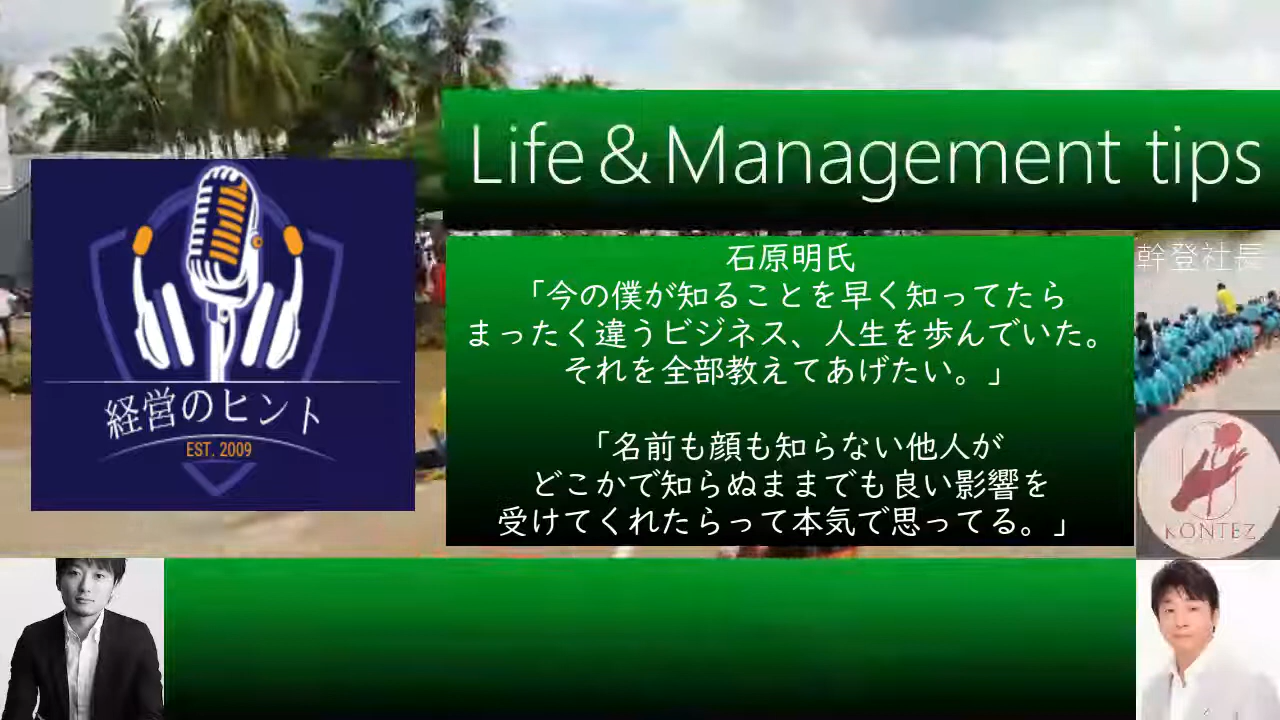 Life&Management tips
経営のヒント
EST. 2009
石原明氏
「今の僕が知ることを早く知ってたら
まったく違うビジネス、人生を歩んでいた。
それを全部教えてあげたい。」
「名前も顔も知らない他人が
どこかで知らぬままでも良い影響を
受けてくれたらって本気で思ってる。」
幹登社長
KONTEZ